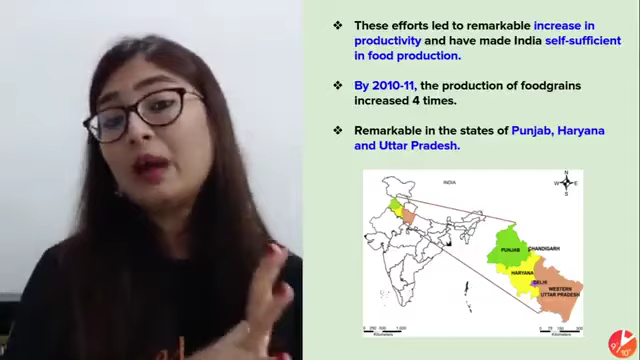 ❖ These efforts led to remarkable increase in
productivity and have made India self-sufficient
in food production.
❖ By 2010-11, the production of foodgrains
increased 4 times.
❖ Remarkable in the states of Punjab, Haryana
and Uttar Pradesh.
INDIA
N
W E
S
PUNJAB
CHANDIGARH
HARYANA
DELHI
WESTERN
UTTAR PRADESH
Kilometers
Kilometers